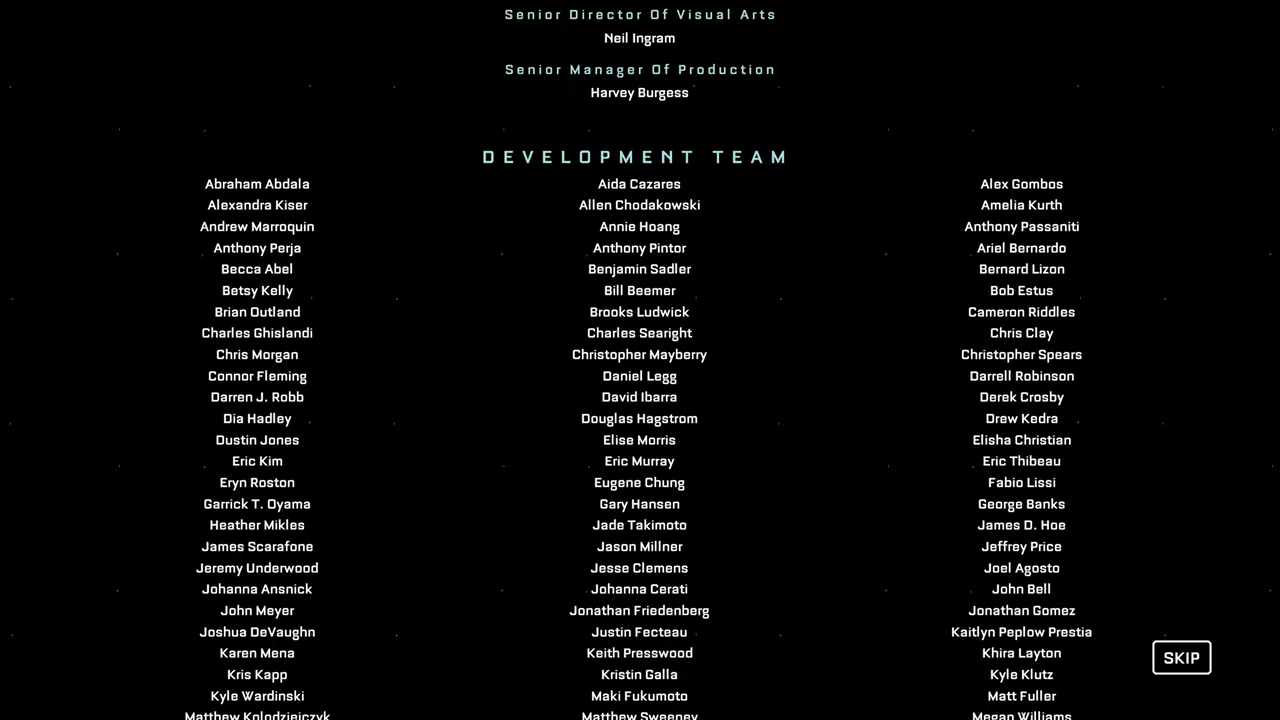 Senior Director Of Visual Arts
Neil Ingram
Senior Manager Of Production
Harvey Burgess
DEVELOPMENT TEAM
Abraham Abdala Aida Cazares Alex Gombos
Alexandra Kiser Allen Chodakowski Amelia Kurth
Andrew Marroquin Annie Hoang Anthony Passaniti
Anthony Perja Anthony Pintor Ariel Bernardo
Becca Abel Benjamin Sadler Bernard Lizon
Betsy Kelly Bill Beemer Bob Estus
Brian Outland Brooks Ludwick Cameron Riddles
Charles Ghislandi Charles Searight Chris Clay
Chris Morgan Christopher Mayberry Christopher Spears
Connor Fleming Daniel Legg Darrell Robinson
Darren J. Robb David Ibarra Derek Crosby
Dia Hadley Douglas Hagstrom Drew Kedra
Dustin Jones Elise Morris Elisha Christian
Eric Kim Eric Murray Eric Thibeau
Eryn Roston Eugene Chung Fabio Lissi
Garrick T. Oyama Gary Hansen George Banks
Heather Mikles Jade Takimoto James D. Hoe
James Scarafone Jason Millner Jeffrey Price
Jeremy Underwood Jesse Clemens Joel Agosto
Johanna Ansnick Johanna Cerati John Bell
John Meyer Jonathan Friedenberg Jonathan Gomez
Joshua DeVaughn Justin Fecteau Kaitlyn Peplow Prestia
Karen Mena Keith Presswood Khira Layton
SKIP
Kris Kapp Kristin Galla Kyle Klutz
Kyle Wardinski Maki Fukumoto Matt Fuller
Matthew Kolodziejczyk Matthew Sweeney Megan Williams